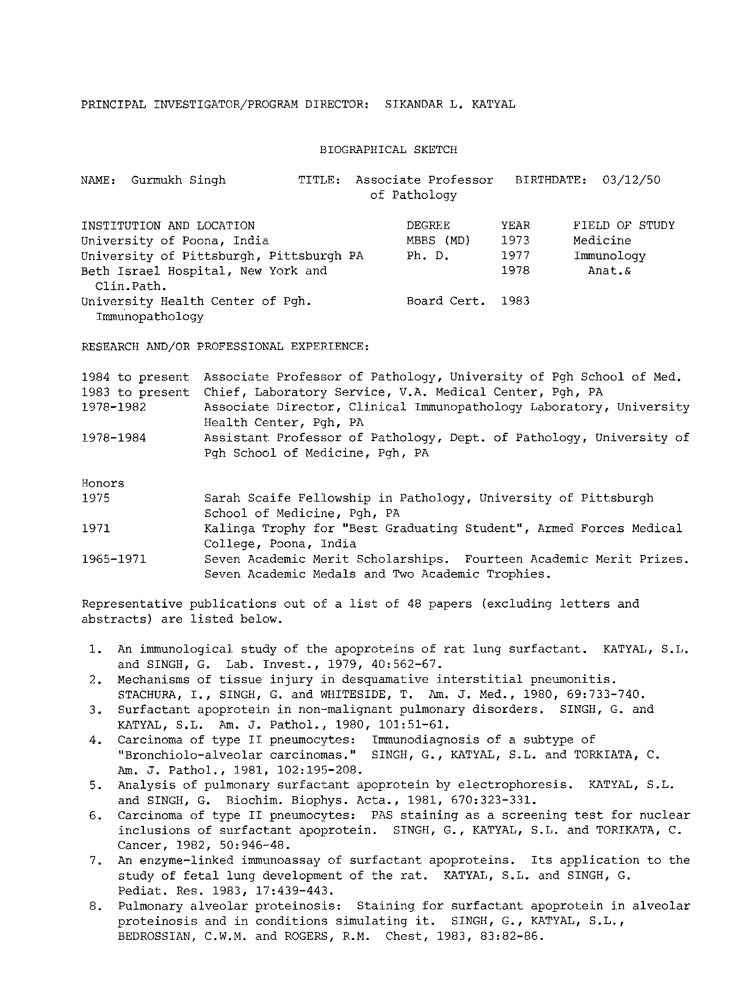 PRINCIPAL INVESTIGATOR/PROGRAM DIRECTOR: SIKANDAR L. KATYAL
BIOGRAPHICAL SKETCH
NAME: Gurmukh Singh TITLE: Associate Professor BIRTHDATE: 03/12/50
of Pathology
INSTITUTION AND LOCATION DEGREE YEAR FIELD OF STUDY
University of Poona, India MBBS (MD) 1973 Medicine
University of Pittsburgh, Pittsburgh PA Ph. D. 1977 Immunology
Beth Israel Hospital, New York and 1978 Anat.&
Clin.Path.
University Health Center of Pgh. Board Cert. 1983
Immunopathology
RESEARCH AND/OR PROFESSIONAL EXPERIENCE:
1984 to present Associate Professor of Pathology, University of Pgh School of Med.
1983 to present Chief, Laboratory Service, V.A. Medical Center, Pgh, PA
1978-1982 Associate Director, Clinical Immunopathology Laboratory, University
Health Center, Pgh, PA
1978-1984 Assistant Professor of Pathology, Dept. of Pathology, University of
Pgh School of Medicine, Pgh, PA
Honors
1975 Sarah Scaife Fellowship in Pathology, University of Pittsburgh
School of Medicine, Pgh, PA
1971 Kalinga Trophy for "Best Graduating Student", Armed Forces Medical
College, Poona, India
1965-1971 Seven Academic Merit Scholarships. Fourteen Academic Merit Prizes.
Seven Academic Medals and Two Academic Trophies.
Representative publications out of a list of 48 papers (excluding letters and
abstracts) are listed below.
1. An immunological study of the apoproteins of rat lung surfactant. KATYAL, S.L.
and SINGH, G. Lab. Invest., 1979, 40:562-67.
2. Mechanisms of tissue injury in desquamative interstitial pneumonitis.
STACHURA, I., SINGH, G. and WHITESIDE, T. Am. J. Med., 1980, 69:733-740.
3. Surfactant apoprotein in non-malignant pulmonary disorders. SINGH, G. and
KATYAL, S.L. Am. J. Pathol., 1980, 101:51-61.
4. Carcinoma of type II pneumocytes: Immunodiagnosis of a subtype of
"Bronchiolo-alveolar carcinomas." SINGH, G., KATYAL, S.L. and TORKIATA, C.
Am. J. Pathol., 1981, 102:195-208.
5. Analysis of pulmonary surfactant apoprotein by electrophoresis. KATYAL, S.L.
and SINGH, G. Biochim. Biophys. Acta., 1981, 670:323-331.
6. Carcinoma of type II pneumocytes: PAS staining as a screening test for nuclear
inclusions of surfactant apoprotein. SINGH, G., KATYAL, S.L. and TORIKATA, C.
Cancer, 1982, 50:946-48.
7. An enzyme-linked immunoassay of surfactant apoproteins. Its application to the
study of fetal lung development of the rat. KATYAL, S.L. and SINGH, G.
Pediat. Res. 1983, 17:439-443.
8. Pulmonary alveolar proteinosis: Staining for surfactant apoprotein in alveolar
proteinosis and in conditions simulating it. SINGH, G., KATYAL, S.L.,
BEDROSSIAN, C.W.M. and ROGERS, R.M. Chest, 1983, 83:82-86.